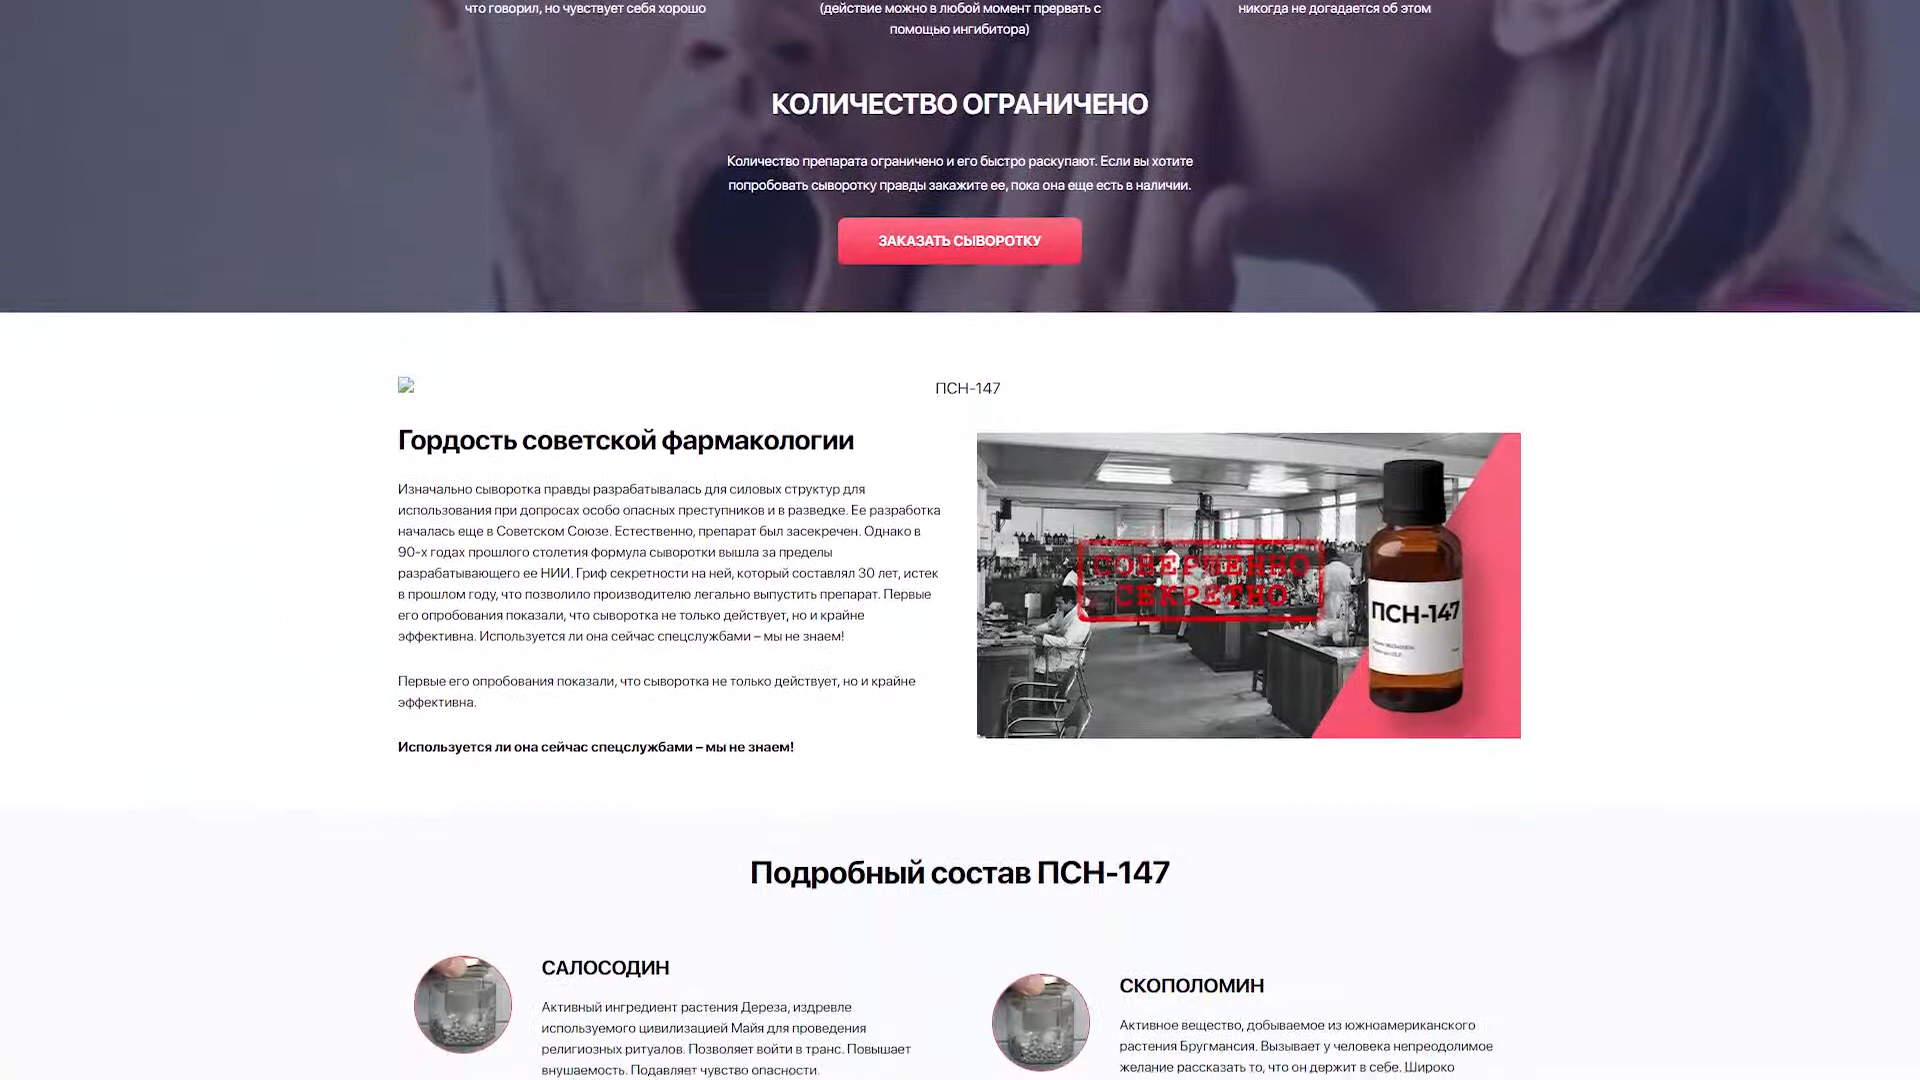 что говорил, но чувствует себя хорошо
(действие можно в любой момент прервать с
помощью ингибитора)
никогда не догадается об этом
КОЛИЧЕСТВО ОГРАНИЧЕНО
Количество препарата ограничено и его быстро раскупают. Если вы хотите
попробовать сыворотку правды закажите ее, пока она еще есть в наличии.
ЗАКАЗАТЬ СЫВОРОТКУ
ПСН-147
Гордость советской фармакологии
Изначально сыворотка правды разрабатывалась для силовых структур для
использования при допросах особо опасных преступников и в разведке. Ее разработка
началась еще в Советском Союзе. Естественно, препарат был засекречен. Однако в
90-х годах прошлого столетия формула сыворотки вышла за пределы
разрабатывающего ее НИИ. Гриф секретности на ней, который составлял 30 лет, истек
в прошлом году, что позволило производителю легально выпустить препарат. Первые
его опробования показали, что сыворотка не только действует, но и крайне
эффективна. Используется ли она сейчас спецслужбами – мы не знаем!
Первые его опробования показали, что сыворотка не только действует, но и крайне
эффективна.
Используется ли она сейчас спецслужбами – мы не знаем!
СОВЕРШЕННО
СЕКРЕТНО
ПСН-147
Подробный состав ПСН-147
САЛОСОДИН
Активный ингредиент растения Дереза, издревле
используемого цивилизацией Майя для проведения
религиозных ритуалов. Позволяет войти в транс. Повышает
внушаемость. Подавляет чувство опасности.
СКОПОЛОМИН
Активное вещество, добываемое из южноамериканского
растения Бругмансия. Вызывает у человека непреодолимое
желание рассказать то, что он держит в себе. Широко